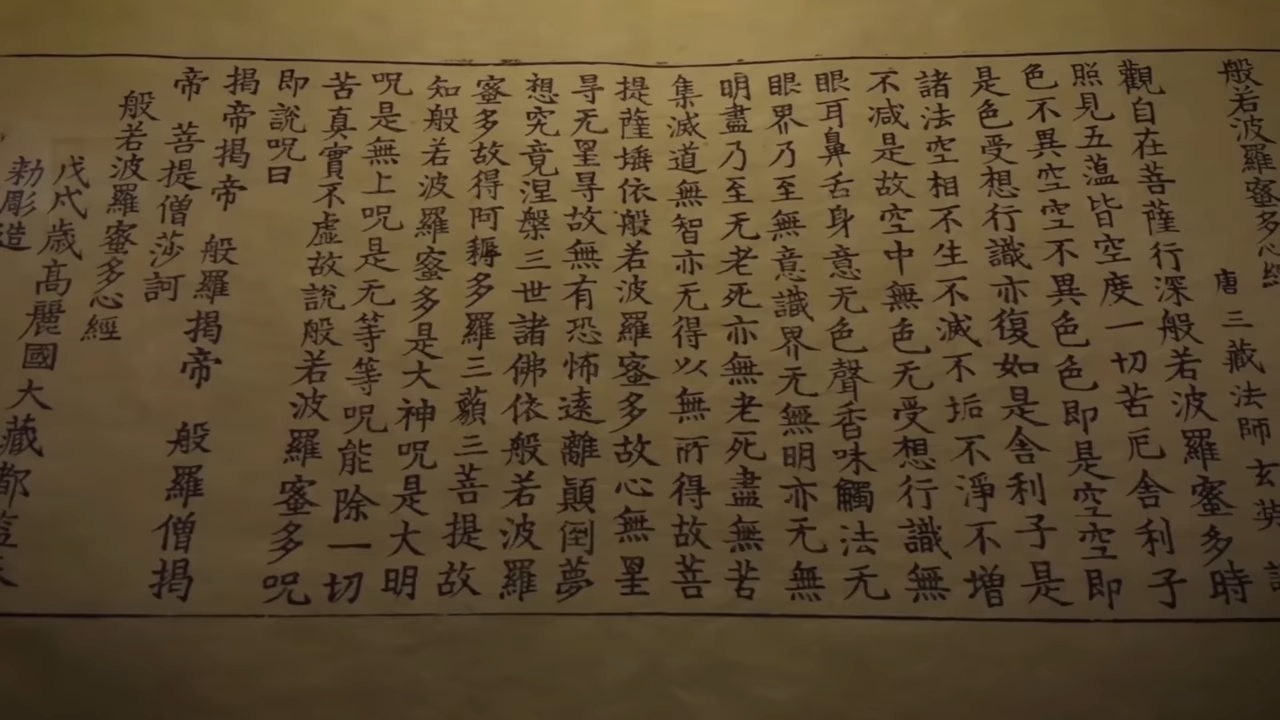 般若波羅蜜多心經
唐三藏法師玄奘
觀自在菩薩行深般若波羅蜜多時
照見五薀皆空度一切苦厄舍利子
色不異空空不異色色即是空空即
是色受想行識亦復如是舍利子是
諸法空相不生不滅不垢不淨不增
不減是故空中無色无受想行識無
眼耳鼻舌身意无色聲香味觸法无
眼界乃至無意識界无無明亦无無
明盡乃至无老死亦無老死盡無苦
集滅道無智亦无得以無所得故菩
提薩埵依般若波羅蜜多故心無罣
㝵无罣㝵故無有恐怖遠離顚倒夢
想究竟涅槃三世諸佛依般若波羅
蜜多故得阿耨多羅三藐三菩提故
知般若波羅蜜多是大神呪是大明
呪是無上呪是无等等呪能除一切
苦真實不虛故說般若波羅蜜多呪
即說呪曰
揭帝揭帝 般羅揭帝 般羅僧揭
帝 菩提僧莎訶
般若波羅蜜多心經
戊戌歳高麗國大藏都
勑彫造